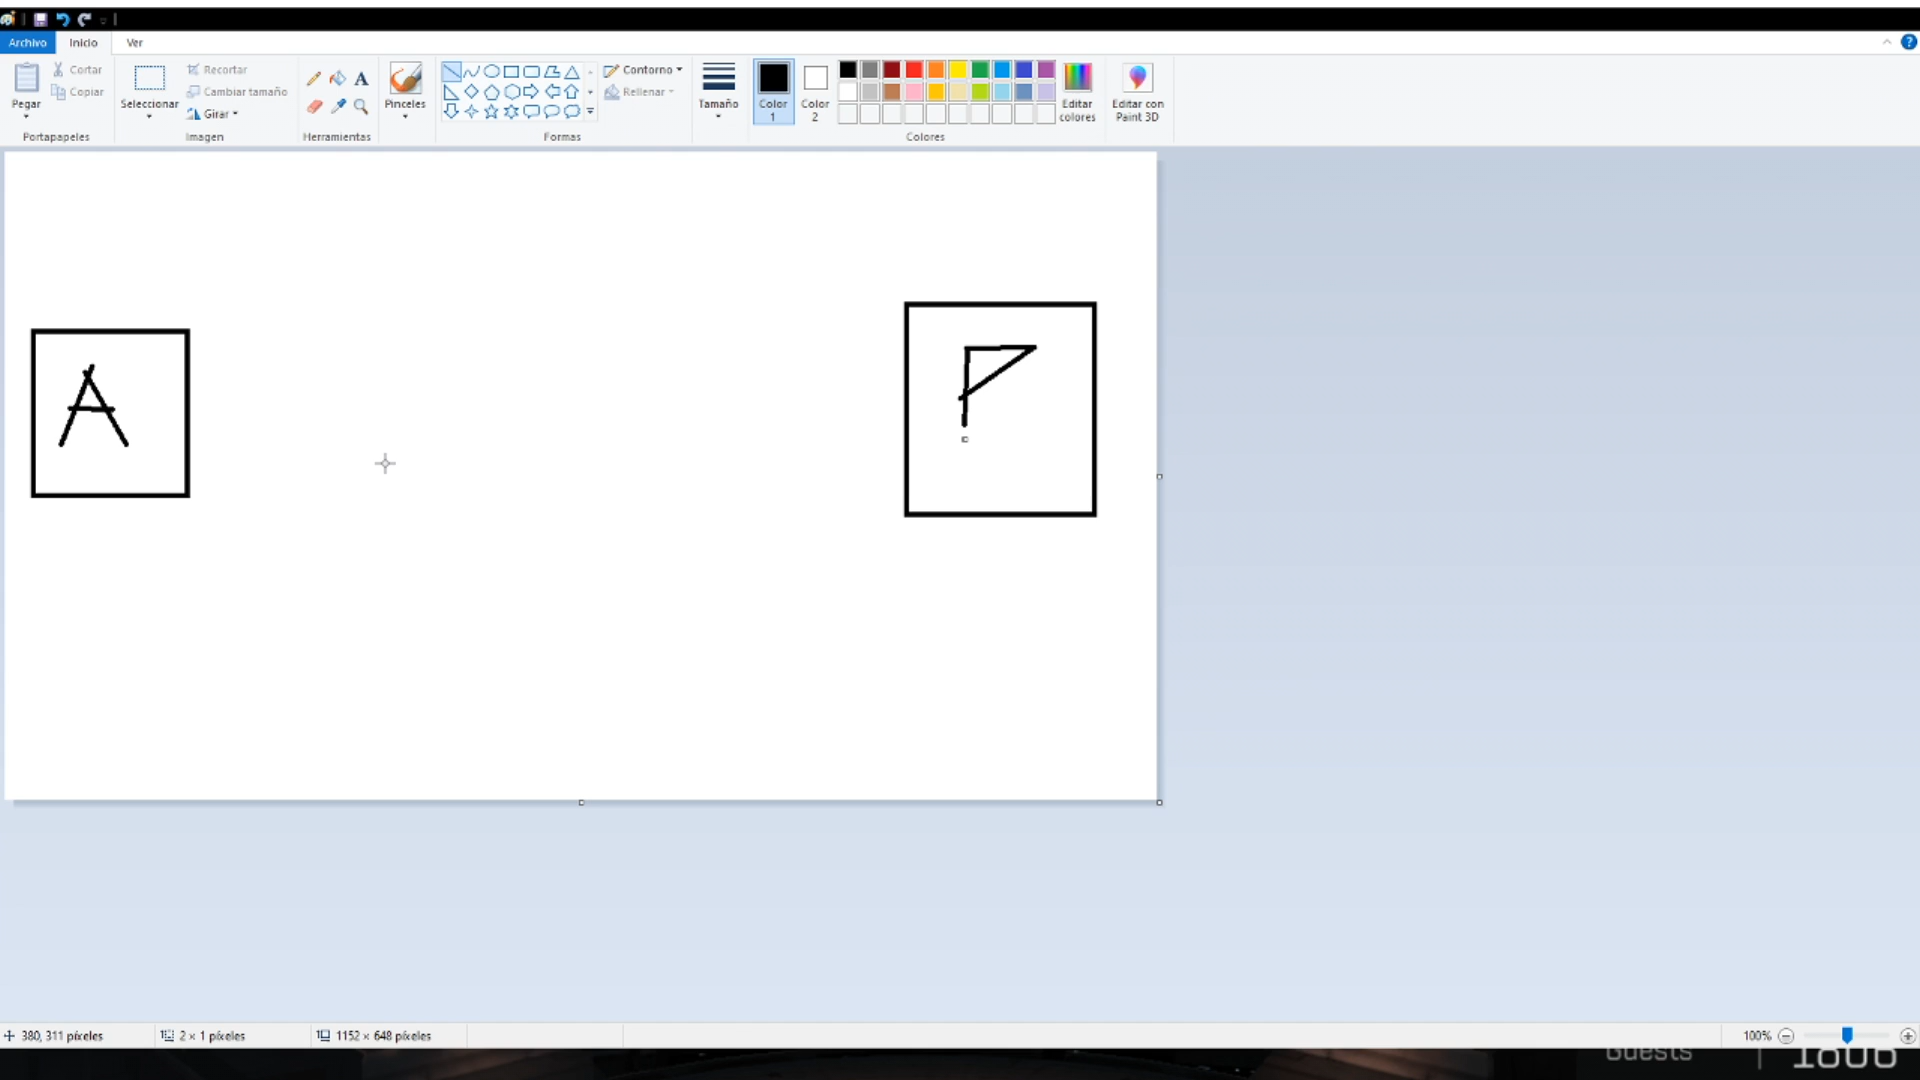 Archivo Inicio Ver
Pegar
Cortar
Copiar
Portapapeles
Seleccionar
Recortar
Cambiar tamaño
Girar
Imagen
A
Herramientas
Pinceles
Formas
Contorno
Rellenar
Tamaño
Color 1
Color 2
Colores
Editar colores
Editar con Paint 3D
?
A
P
380, 311 píxeles
2 × 1 píxeles
1152 × 648 píxeles
100%
Guests
1806